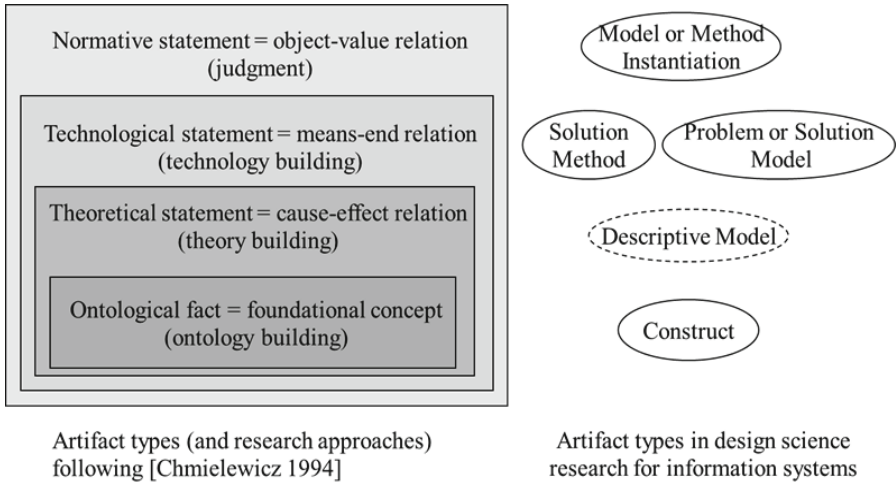 Normative statement = object-value relation
(judgment)
Technological statement = means-end relation
(technology building)
Theoretical statement = cause-effect relation
(theory building)
Ontological fact = foundational concept
(ontology building)
Model or Method
Instantiation
Solution
Method
Problem or Solution
Model
Descriptive Model
Construct
Artifact types (and research approaches)
following [Chmielewicz 1994]
Artifact types in design science
research for information systems